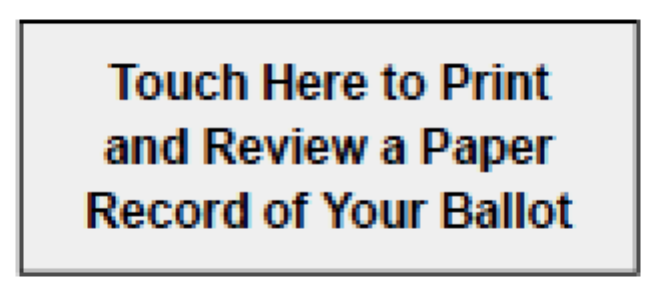 Touch Here to Print
and Review a Paper
Record of Your Ballot